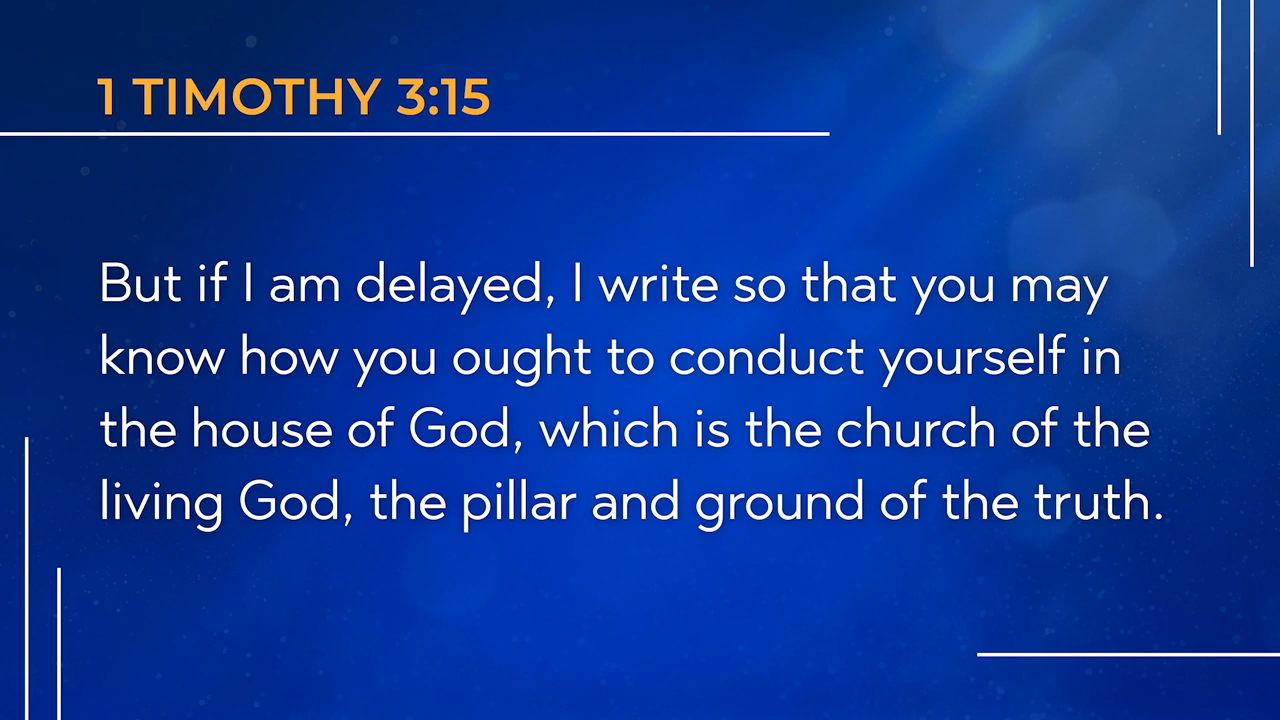 1 TIMOTHY 3:15
But if I am delayed, I write so that you may
know how you ought to conduct yourself in
the house of God, which is the church of the
living God, the pillar and ground of the truth.